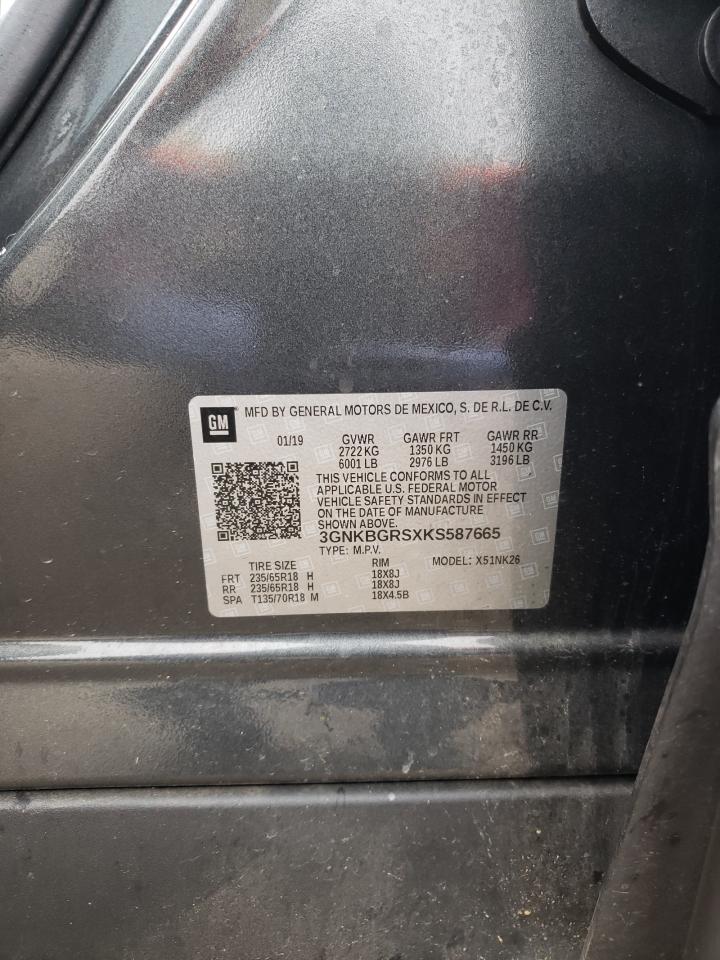 GM MFD BY GENERAL MOTORS DE MEXICO, S. DE R.L. DE C.V.
01/19 GVWR GAWR FRT GAWR RR
2722 KG 1350 KG 1450 KG
6001 LB 2976 LB 3196 LB
THIS VEHICLE CONFORMS TO ALL
APPLICABLE U.S. FEDERAL MOTOR
VEHICLE SAFETY STANDARDS IN EFFECT
ON THE DATE OF MANUFACTURE
SHOWN ABOVE.
3GNKBGRSXKS587665
TYPE: M.P.V.
TIRE SIZE RIM MODEL: X51NK26
FRT 235/65R18 H 18X8J
RR 235/65R18 H 18X8J
SPA T135/70R18 M 18X4.5B